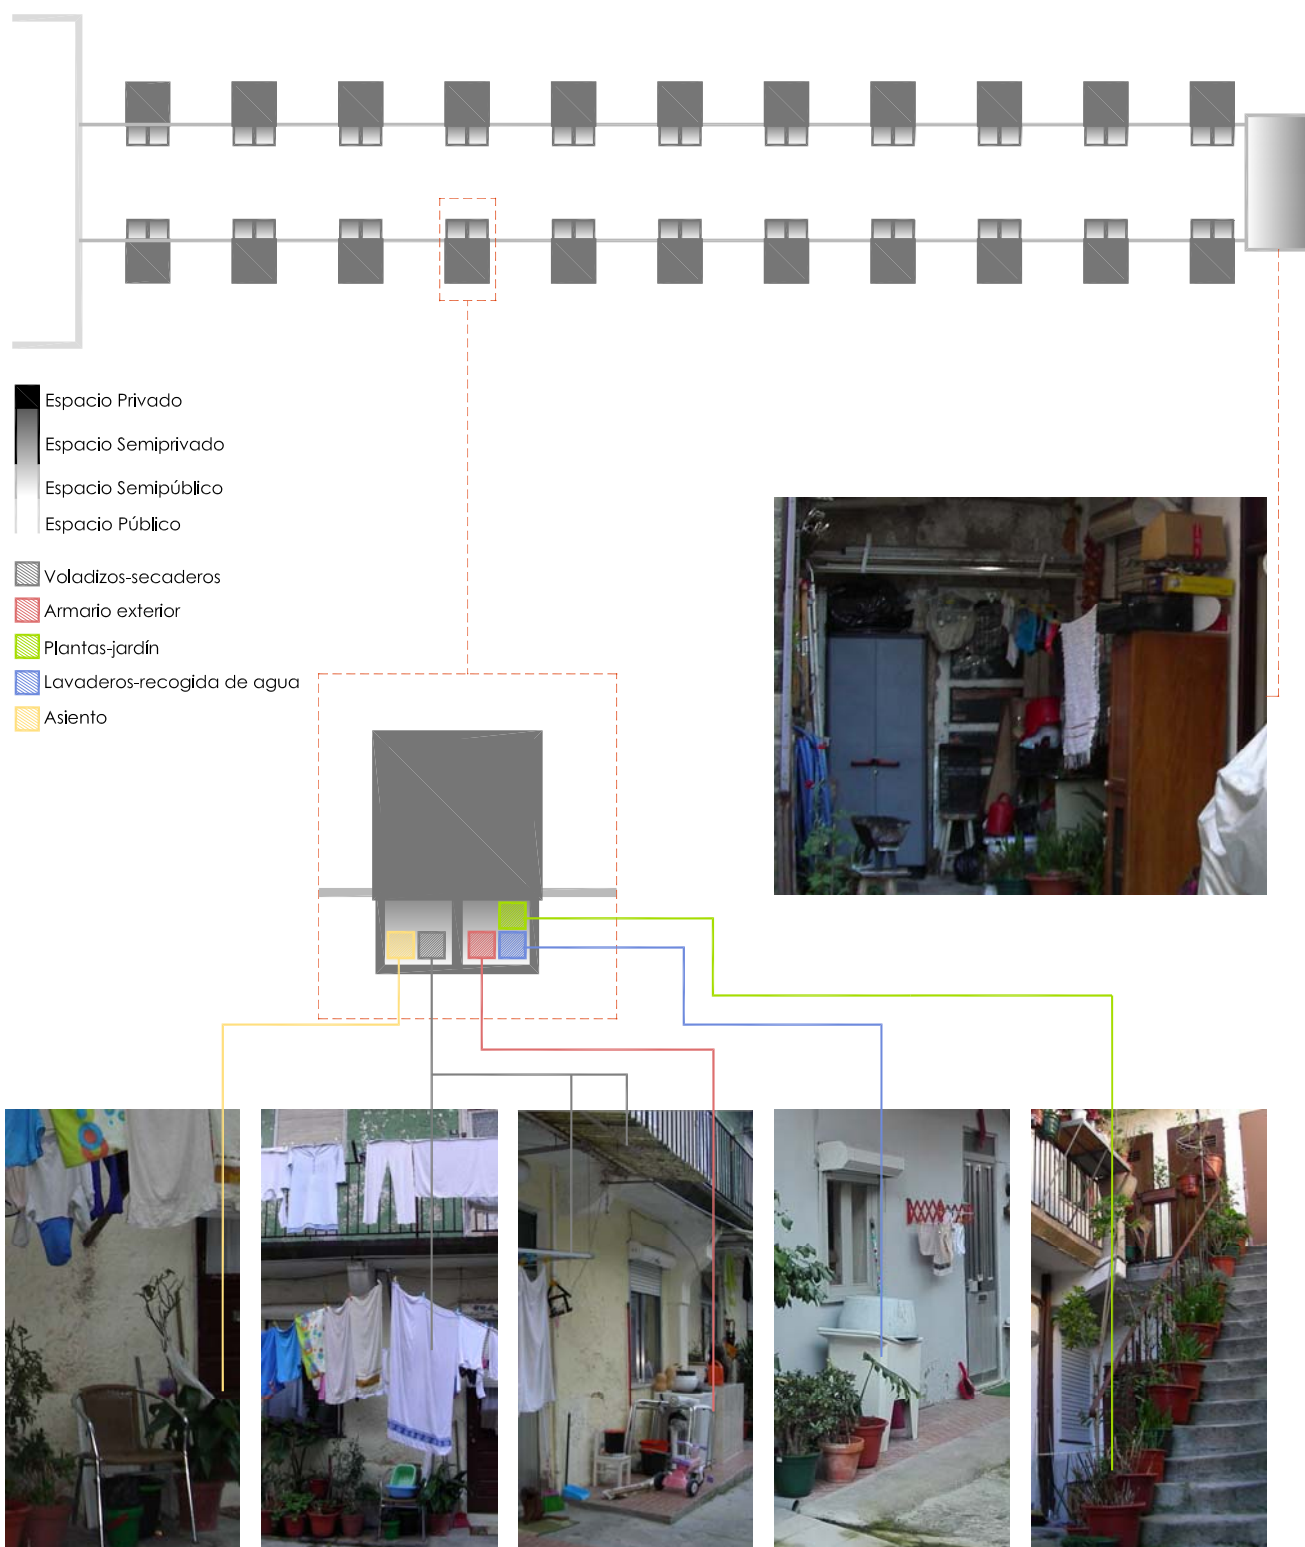 Espacio Privado
Espacio Semiprivado
Espacio Semipúblico
Espacio Público
Voladizos-secaderos
Armario exterior
Plantas-jardín
Lavaderos-recogida de agua
Asiento